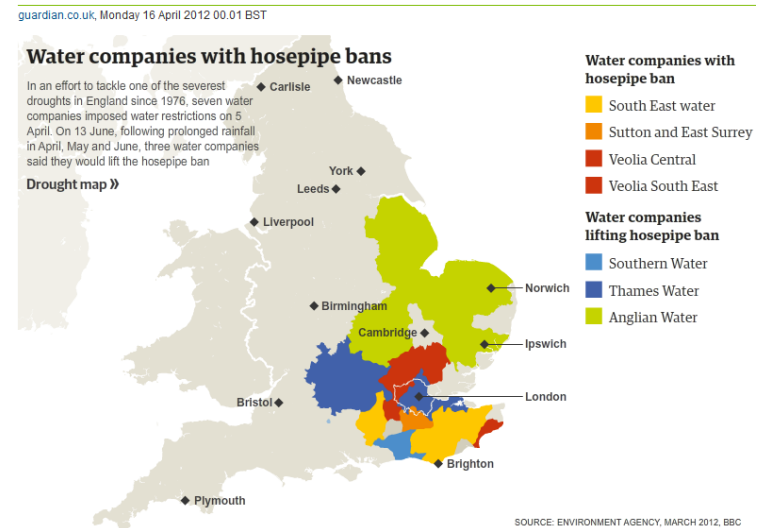 guardian.co.uk, Monday 16 April 2012 00.01 BST
Water companies with hosepipe bans
In an effort to tackle one of the severest
droughts in England since 1976, seven water
companies imposed water restrictions on 5
April. On 13 June, following prolonged rainfall
in April, May and June, three water companies
said they would lift the hosepipe ban
Drought map »
Carlisle
Newcastle
York
Leeds
Liverpool
Birmingham
Norwich
Cambridge
Ipswich
London
Bristol
Brighton
Plymouth
Water companies with
hosepipe ban
South East water
Sutton and East Surrey
Veolia Central
Veolia South East
Water companies
lifting hosepipe ban
Southern Water
Thames Water
Anglian Water
SOURCE: ENVIRONMENT AGENCY, MARCH 2012, BBC